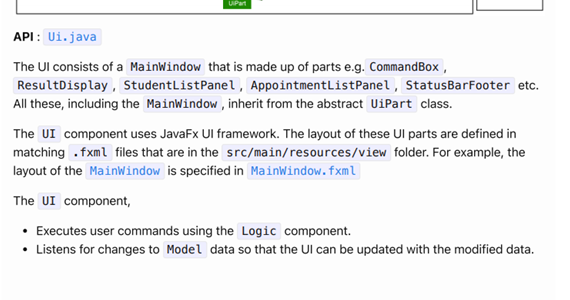 UiPart
API : Ui.java
The UI consists of a MainWindow that is made up of parts e.g. CommandBox,
ResultDisplay, StudentListPanel, AppointmentListPanel, StatusBarFooter etc.
All these, including the MainWindow, inherit from the abstract UiPart class.
The UI component uses JavaFx UI framework. The layout of these UI parts are defined in
matching .fxml files that are in the src/main/resources/view folder. For example, the
layout of the MainWindow is specified in MainWindow.fxml
The UI component,
• Executes user commands using the Logic component.
• Listens for changes to Model data so that the UI can be updated with the modified data.